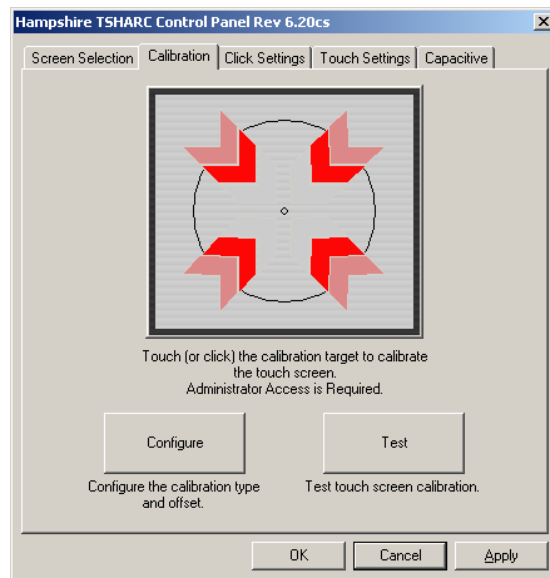 Hampshire TSHARC Control Panel Rev 6.20cs
Screen Selection Calibration Click Settings Touch Settings Capacitive
Touch (or click) the calibration target to calibrate
the touch screen.
Administrator Access is Required.
Configure Test
Configure the calibration type
and offset.
Test touch screen calibration.
OK Cancel Apply